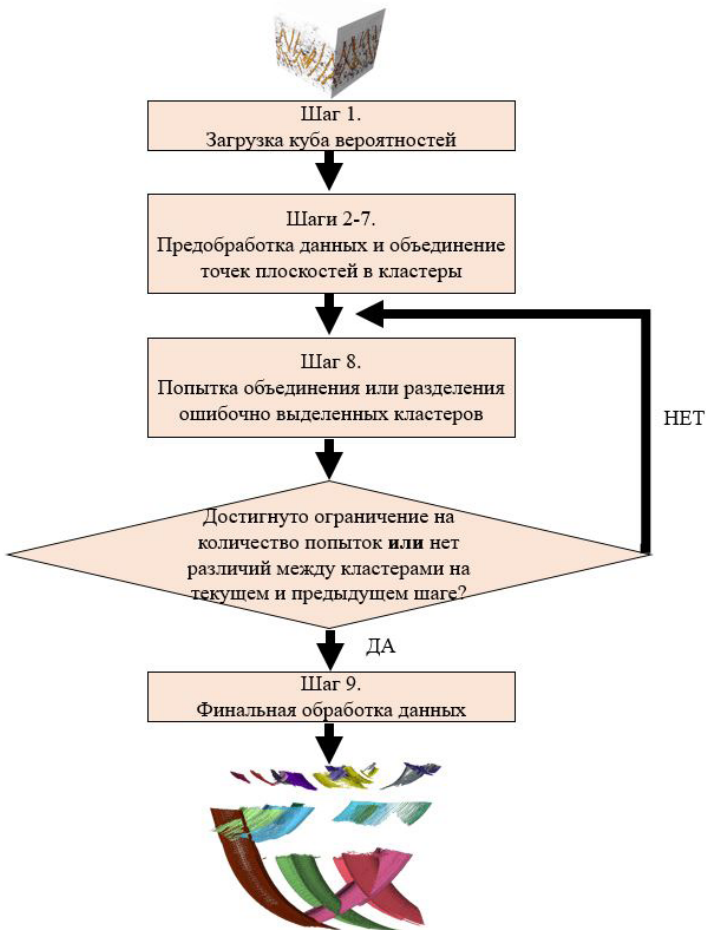 Шаг 1.
Загрузка куба вероятностей
Шаги 2-7.
Предобработка данных и объединение
точек плоскостей в кластеры
Шаг 8.
Попытка объединения или разделения
ошибочно выделенных кластеров
НЕТ
Достигнуто ограничение на
количество попыток или нет
различий между кластерами на
текущем и предыдущем шаге?
ДА
Шаг 9.
Финальная обработка данных